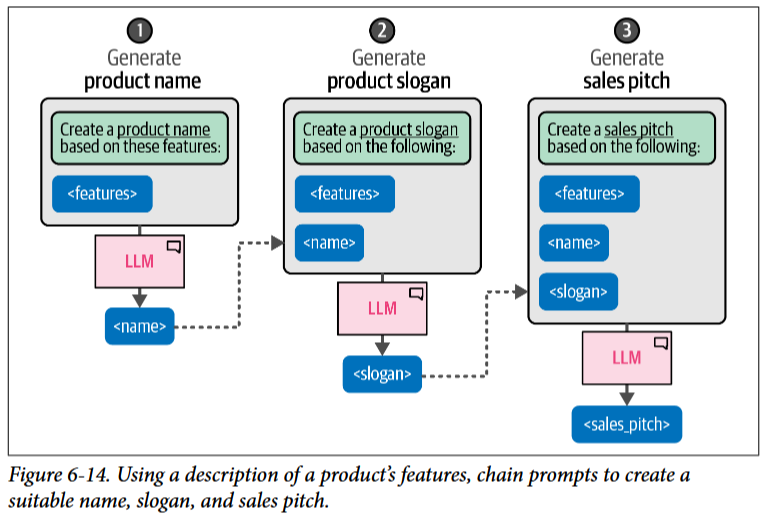 1
Generate
product name
Create a product name
based on these features:
<features>
LLM
<name>
2
Generate
product slogan
Create a product slogan
based on the following:
<features>
<name>
LLM
<slogan>
3
Generate
sales pitch
Create a sales pitch
based on the following:
<features>
<name>
<slogan>
LLM
<sales_pitch>
Figure 6-14. Using a description of a product’s features, chain prompts to create a
suitable name, slogan, and sales pitch.